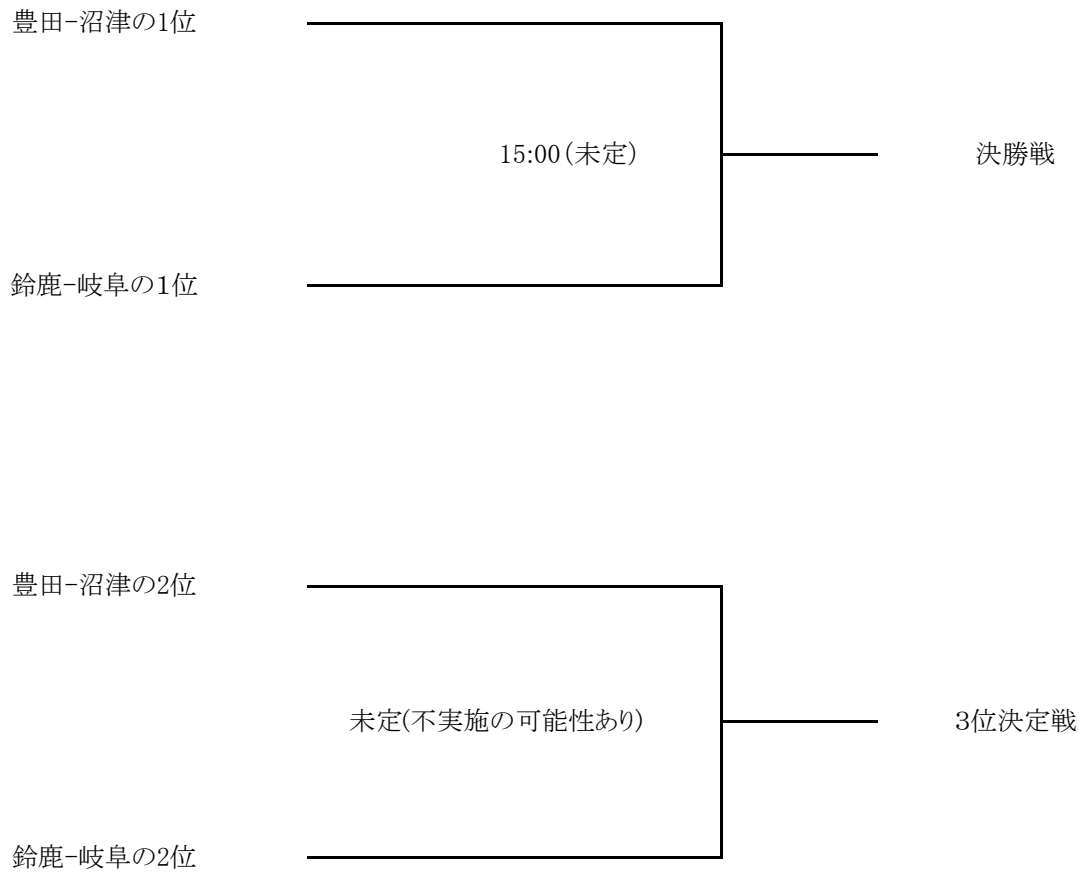 豊田-沼津の1位
15:00(未定)
決勝戦
鈴鹿-岐阜の１位
豊田-沼津の2位
未定(不実施の可能性あり)
３位決定戦
鈴鹿-岐阜の2位